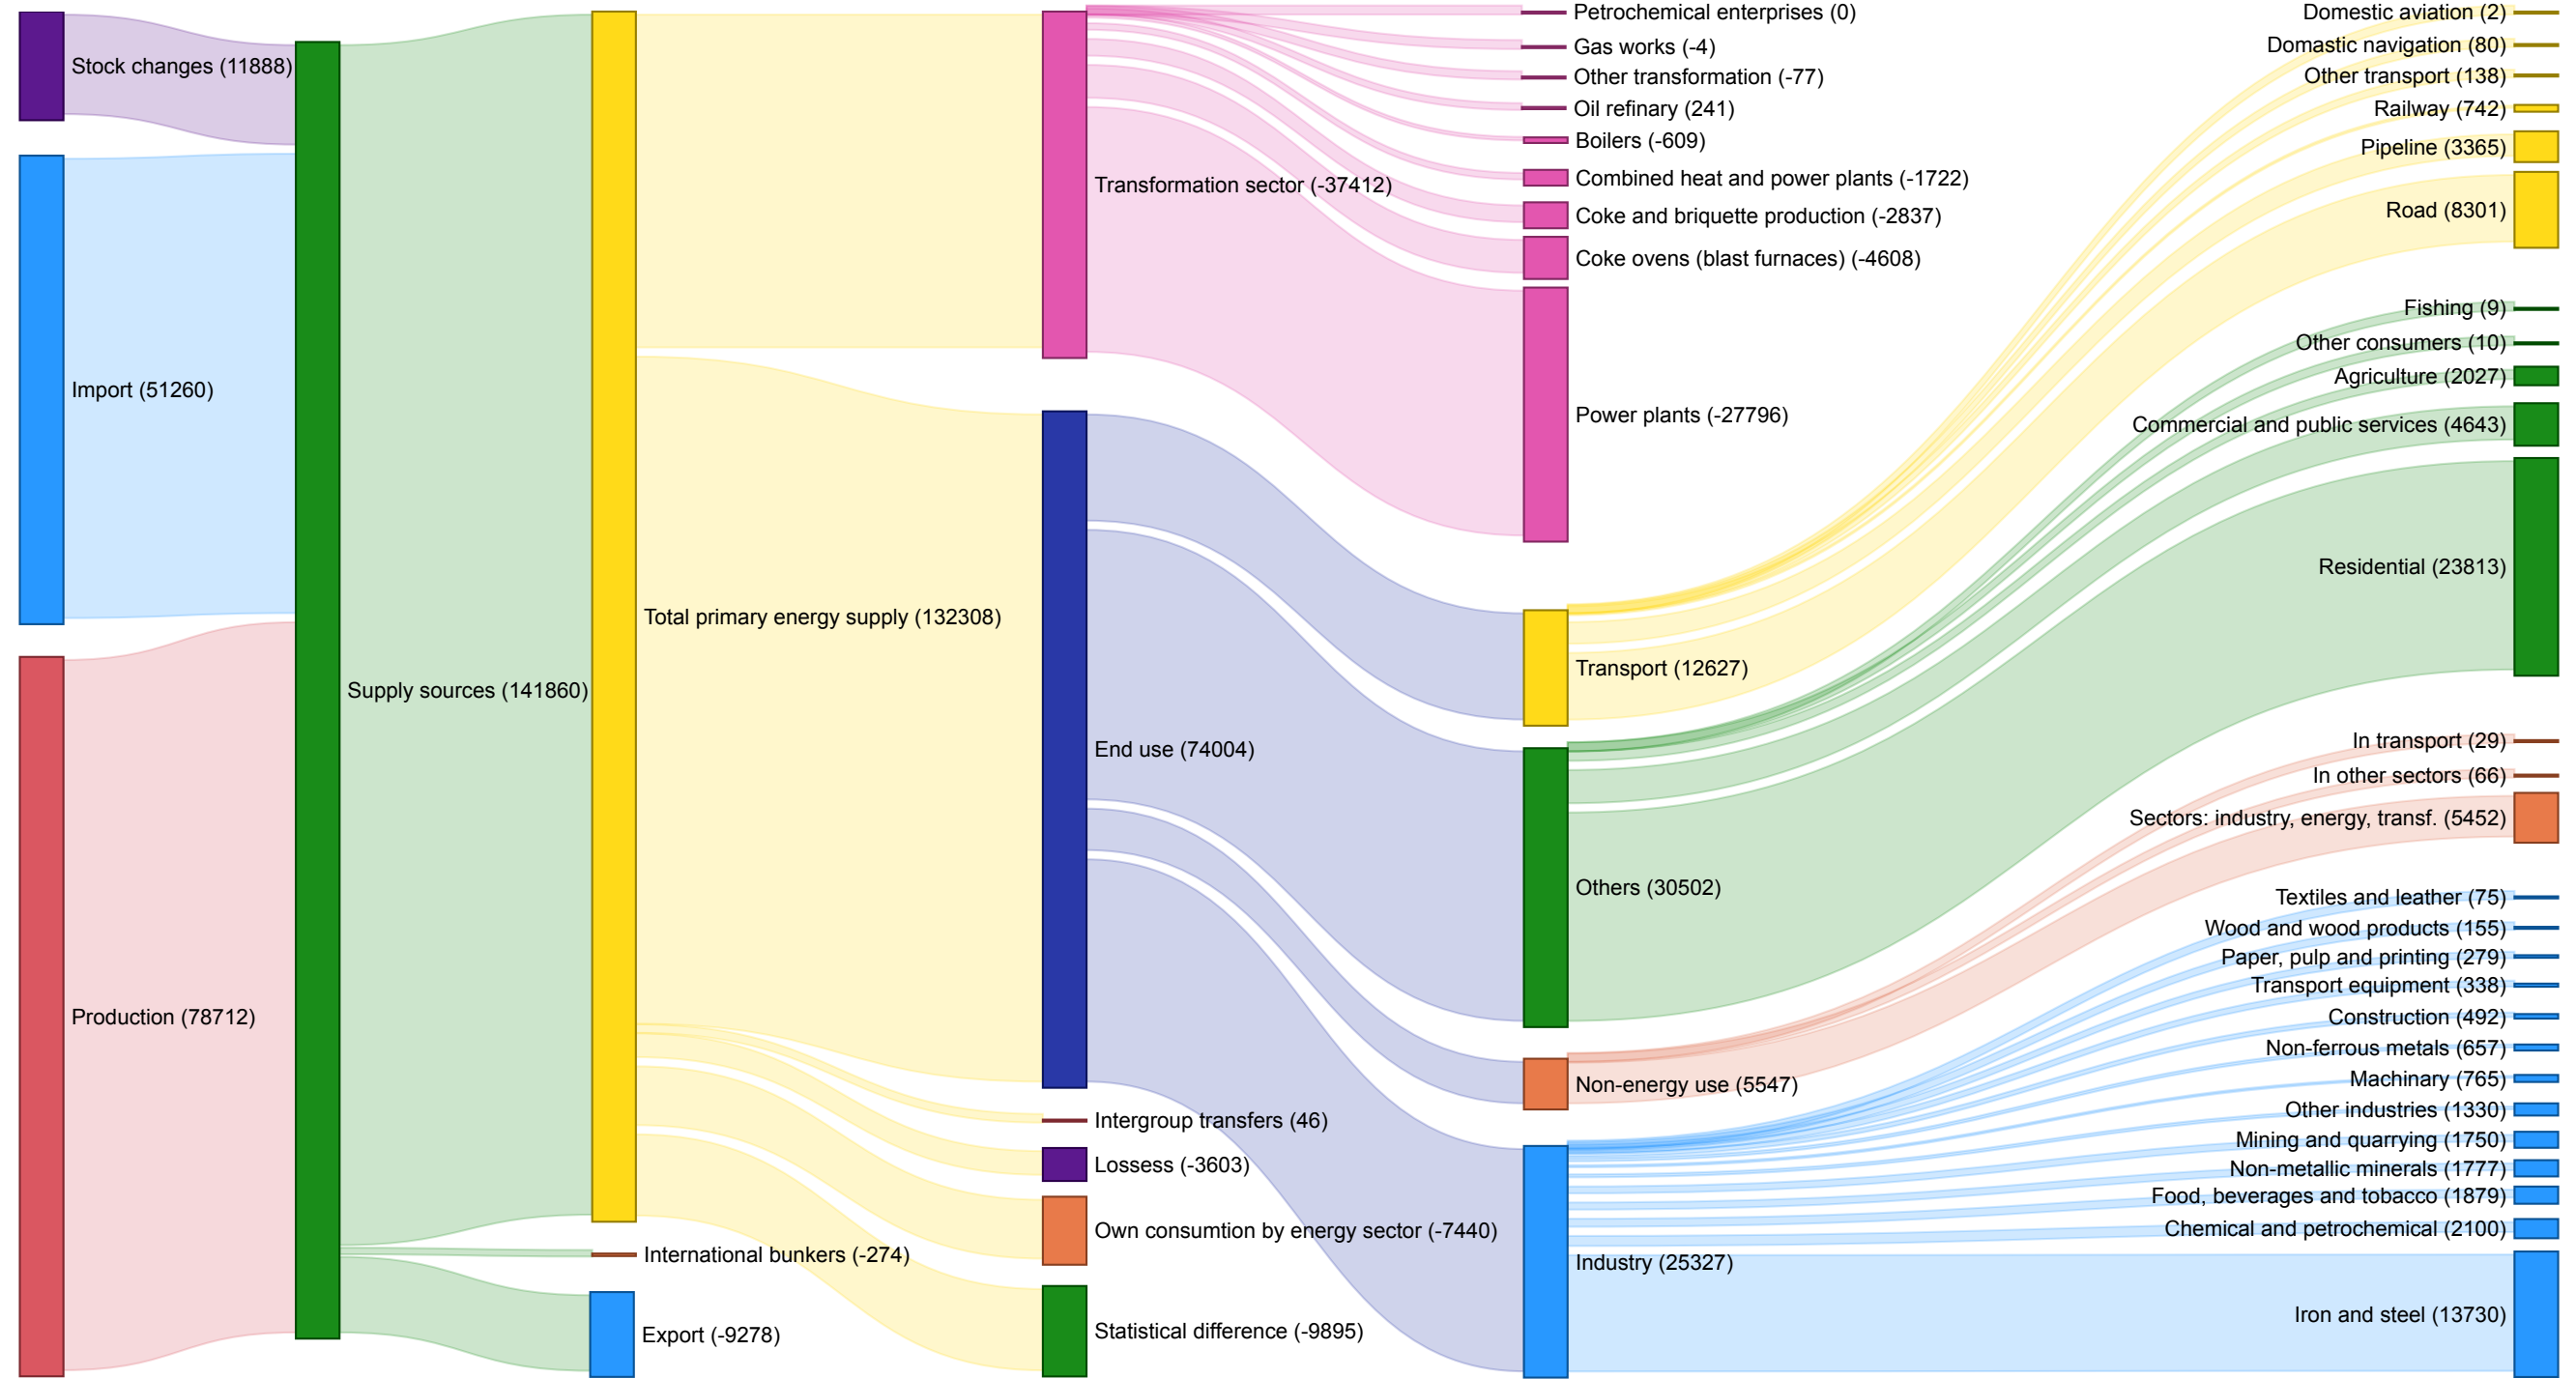 Stock changes (11888)
Import (51260)
Production (78712)
Supply sources (141860)
Total primary energy supply (132308)
International bunkers (-274)
Export (-9278)
Transformation sector (-37412)
End use (74004)
Intergroup transfers (46)
Lossess (-3603)
Own consumtion by energy sector (-7440)
Statistical difference (-9895)
Petrochemical enterprises (0)
Gas works (-4)
Other transformation (-77)
Oil refinary (241)
Boilers (-609)
Combined heat and power plants (-1722)
Coke and briquette production (-2837)
Coke ovens (blast furnaces) (-4608)
Power plants (-27796)
Transport (12627)
Others (30502)
Non-energy use (5547)
Industry (25327)
Domestic aviation (2)
Domastic navigation (80)
Other transport (138)
Railway (742)
Pipeline (3365)
Road (8301)
Fishing (9)
Other consumers (10)
Agriculture (2027)
Commercial and public services (4643)
Residential (23813)
In transport (29)
In other sectors (66)
Sectors: industry, energy, transf. (5452)
Textiles and leather (75)
Wood and wood products (155)
Paper, pulp and printing (279)
Transport equipment (338)
Construction (492)
Non-ferrous metals (657)
Machinary (765)
Other industries (1330)
Mining and quarrying (1750)
Non-metallic minerals (1777)
Food, beverages and tobacco (1879)
Chemical and petrochemical (2100)
Iron and steel (13730)